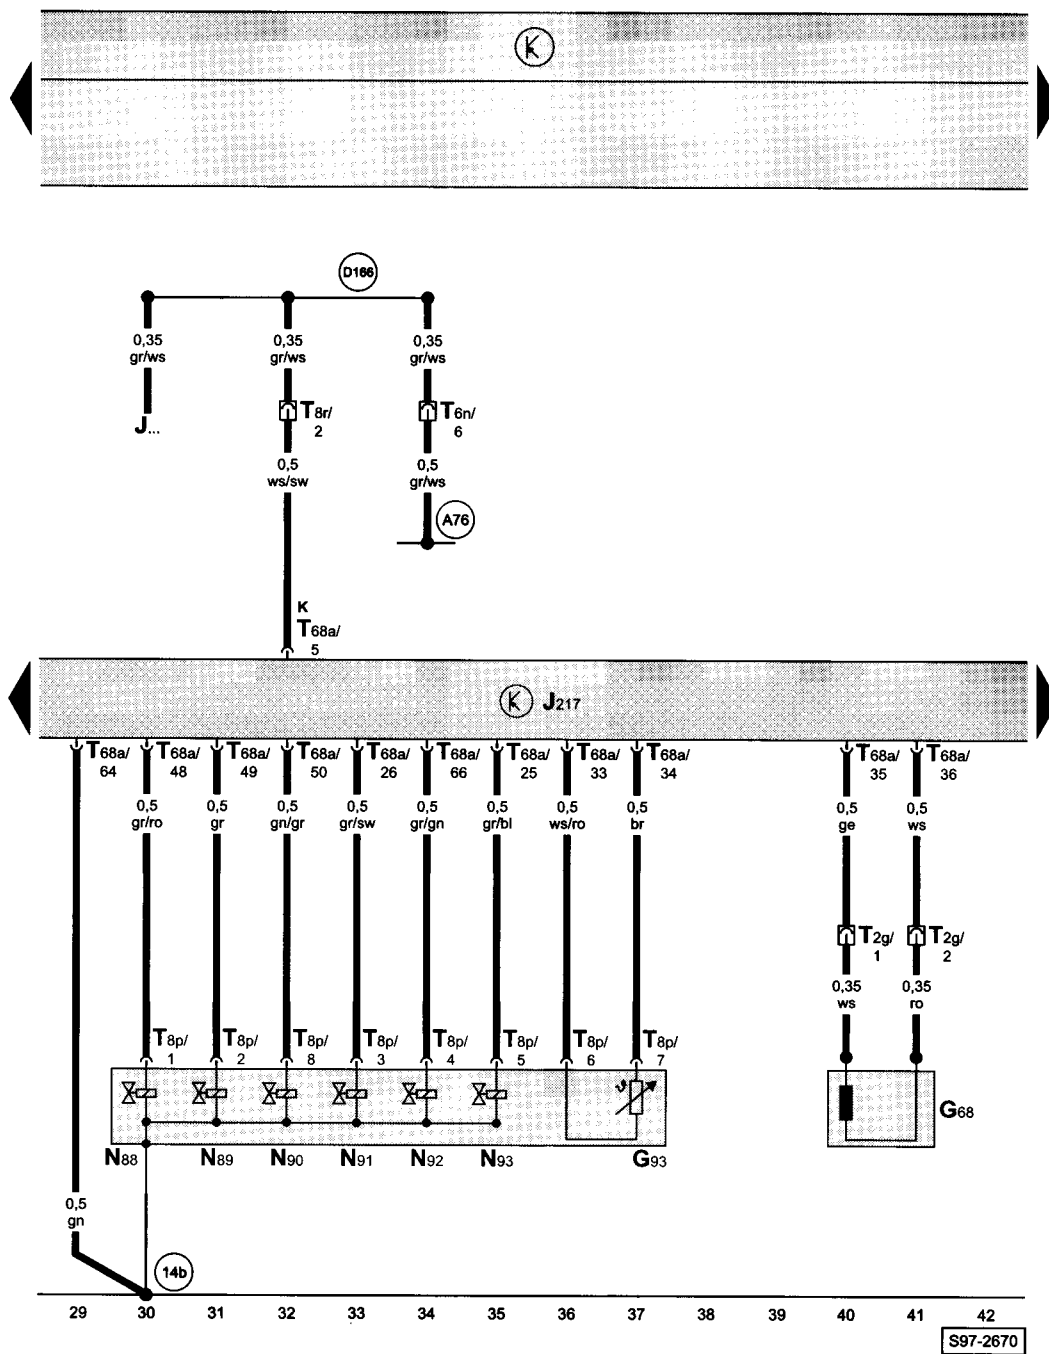 K
D166
0,35 0,35 0,35
gr/ws gr/ws gr/ws
J... T8r/ T6n/
2 6
0,5 0,5
ws/sw gr/ws
A76
K
T68a/
5
K J217
T68a/ T68a/ T68a/ T68a/ T68a/ T68a/ T68a/ T68a/ T68a/ T68a/ T68a/
64 48 49 50 26 66 25 33 34 35 36
0,5 0,5 0,5 0,5 0,5 0,5 0,5 0,5 0,5 0,5
gr/ro gr gn/gr gr/sw gr/gn gr/bl ws/ro br ge ws
T2g/ T2g/
1 2
0,35 0,35
ws ro
T8p/ T8p/ T8p/ T8p/ T8p/ T8p/ T8p/ T8p/
1 2 8 3 4 5 6 7
ϑ
G68
N88 N89 N90 N91 N92 N93 G93
0,5
gn
14b
29 30 31 32 33 34 35 36 37 38 39 40 41 42
S97-2670